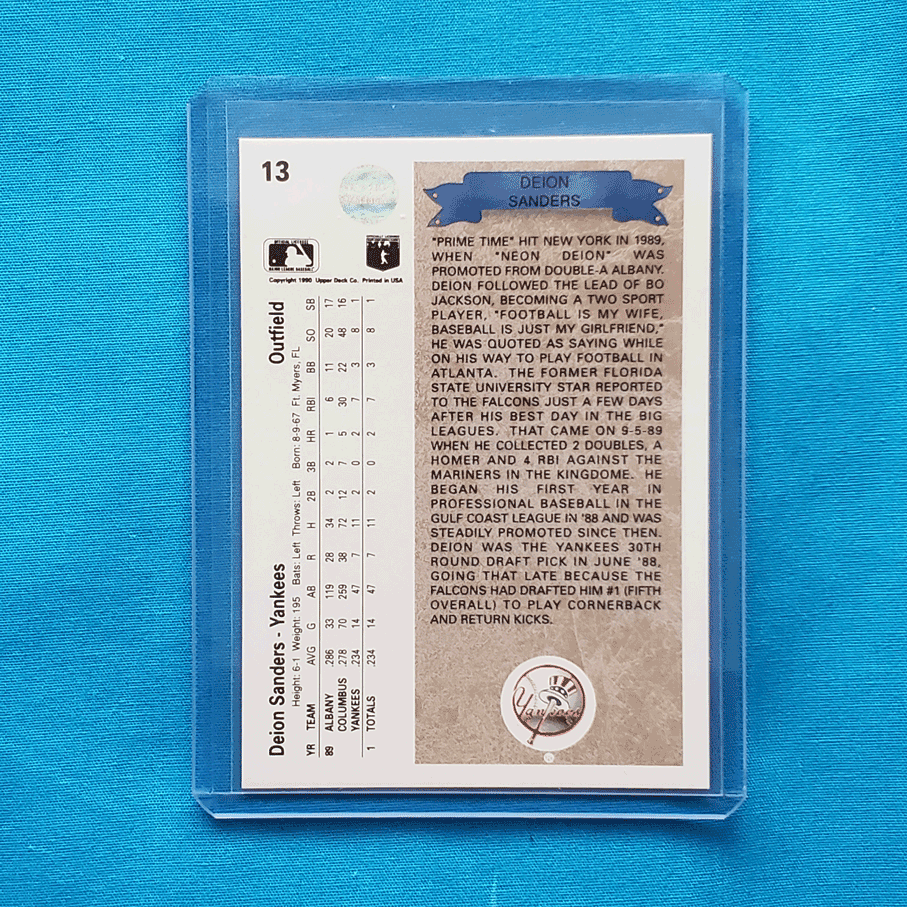 13
Copyright 1990 Upper Deck Co. Printed in USA
Deion Sanders - Yankees Outfield
Height: 6-1 Weight: 195 Bats: Left Throws: Left Born: 8-9-67 Ft. Myers, FL
YR TEAM AVG G AB R H 2B 3B HR RBI BB SO SB
89 ALBANY .286 33 119 28 34 2 2 1 6 11 20 17
COLUMBUS .278 70 259 38 72 12 7 5 30 22 48 16
YANKEES .234 14 47 7 11 2 0 2 7 3 8 1
1 TOTALS .234 14 47 7 11 2 0 2 7 3 8 1
DEION
SANDERS
"PRIME TIME" HIT NEW YORK IN 1989,
WHEN "NEON DEION" WAS
PROMOTED FROM DOUBLE-A ALBANY.
DEION FOLLOWED THE LEAD OF BO
JACKSON, BECOMING A TWO SPORT
PLAYER, "FOOTBALL IS MY WIFE,
BASEBALL IS JUST MY GIRLFRIEND,"
HE WAS QUOTED AS SAYING WHILE
ON HIS WAY TO PLAY FOOTBALL IN
ATLANTA. THE FORMER FLORIDA
STATE UNIVERSITY STAR REPORTED
TO THE FALCONS JUST A FEW DAYS
AFTER HIS BEST DAY IN THE BIG
LEAGUES. THAT CAME ON 9-5-89
WHEN HE COLLECTED 2 DOUBLES, A
HOMER AND 4 RBI AGAINST THE
MARINERS IN THE KINGDOME. HE
BEGAN HIS FIRST YEAR IN
PROFESSIONAL BASEBALL IN THE
GULF COAST LEAGUE IN '88 AND WAS
STEADILY PROMOTED SINCE THEN.
DEION WAS THE YANKEES 30TH
ROUND DRAFT PICK IN JUNE '88,
GOING THAT LATE BECAUSE THE
FALCONS HAD DRAFTED HIM #1 (FIFTH
OVERALL) TO PLAY CORNERBACK
AND RETURN KICKS.
Yankees